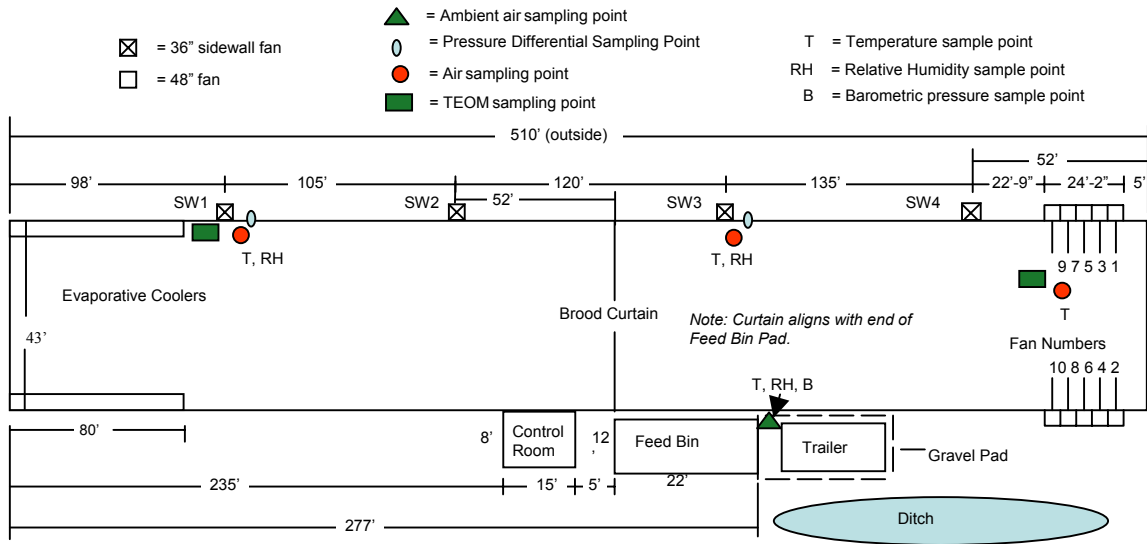 = Ambient air sampling point
= 36” sidewall fan
= Pressure Differential Sampling Point
T = Temperature sample point
= 48” fan
= Air sampling point
RH = Relative Humidity sample point
= TEOM sampling point
B = Barometric pressure sample point
510’ (outside)
52’
98’ 105’ 120’ 135’ 22’-9” 24’-2” 5’
SW1 SW2 52’ SW3 SW4
T, RH T, RH
9 7 5 3 1
Evaporative Coolers
Brood Curtain
T
Note: Curtain aligns with end of
Feed Bin Pad.
43’
Fan Numbers
10 8 6 4 2
T, RH, B
80’
8’
Control
Room
12
’
Feed Bin
Trailer
Gravel Pad
235’ 15’ 5’ 22’
277’
Ditch